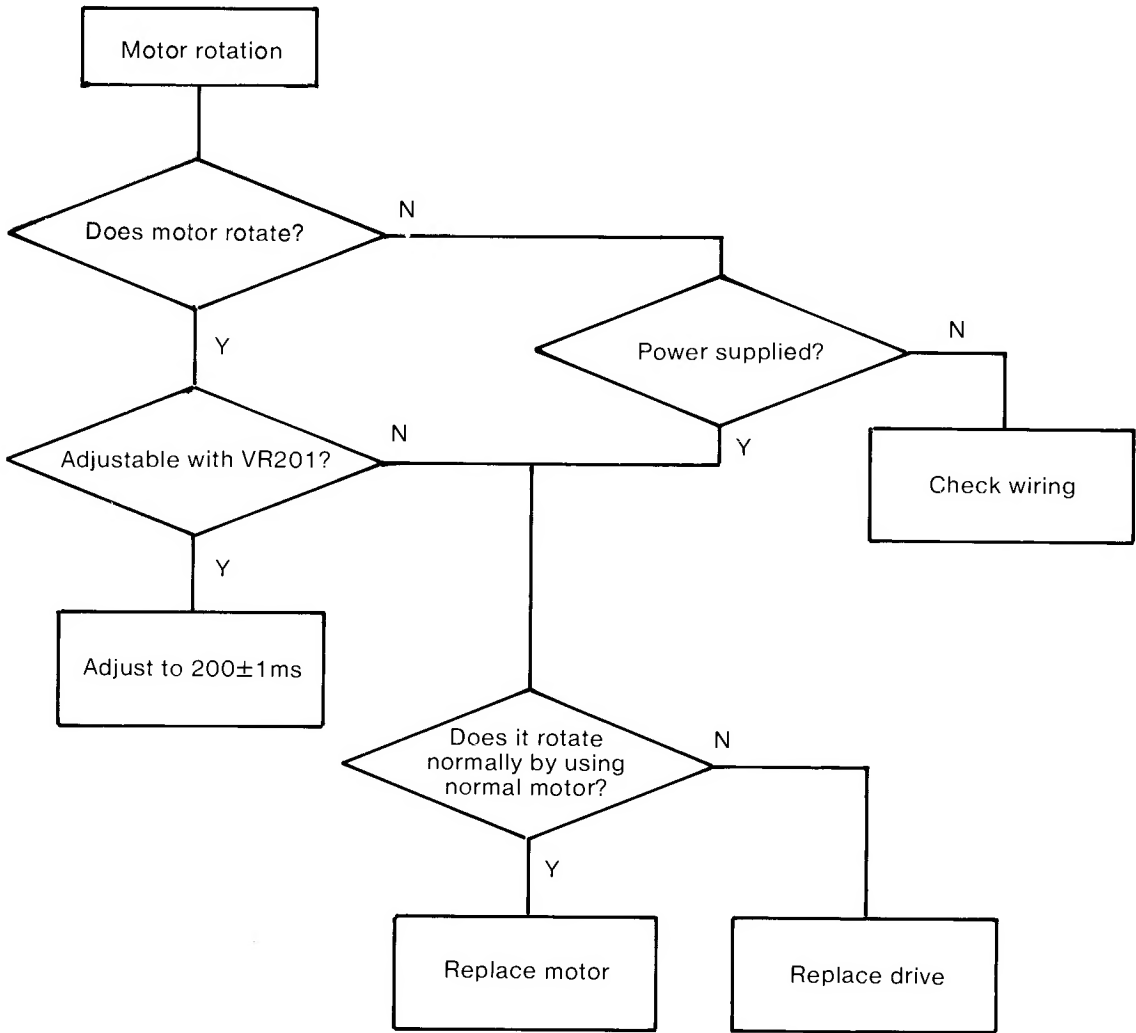 Motor rotation
Does motor rotate?
N
Y
Power supplied?
N
Y
Adjustable with VR201?
N
Y
Check wiring
Adjust to 200±1ms
Does it rotate
normally by using
normal motor?
N
Y
Replace motor
Replace drive